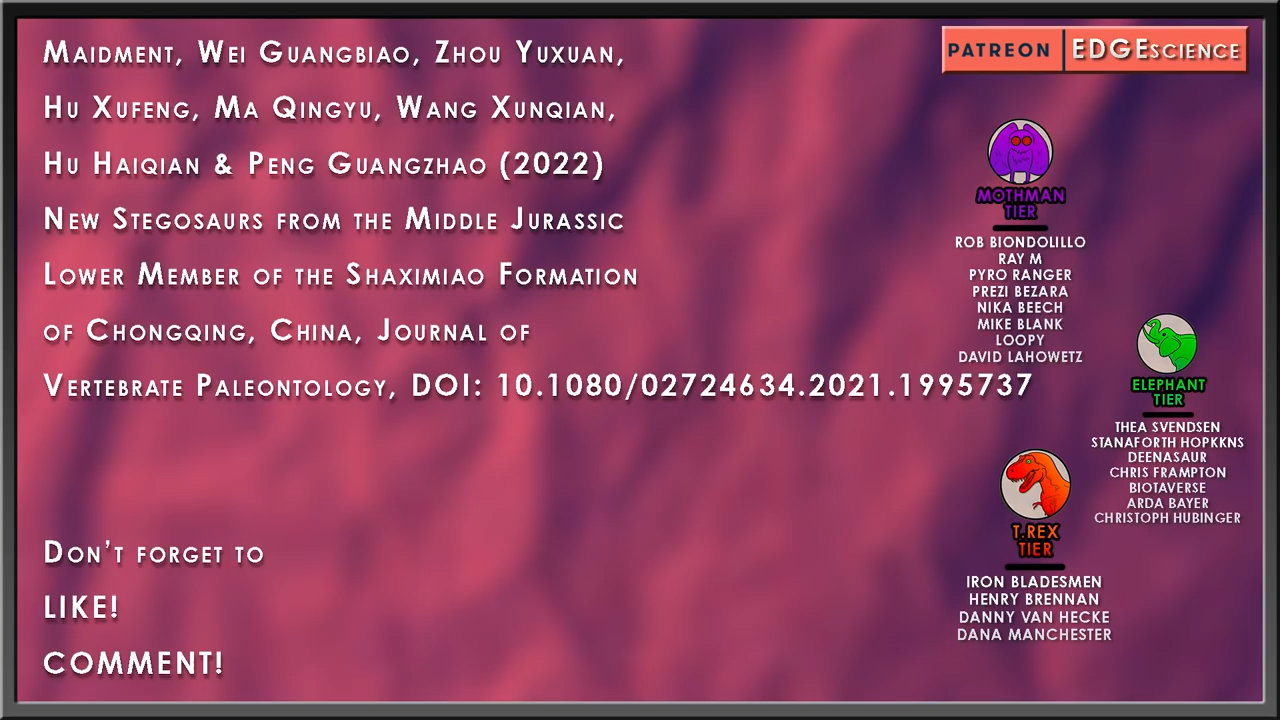 Maidment, Wei Guangbiao, Zhou Yuxuan,
Hu Xufeng, Ma Qingyu, Wang Xunqian,
Hu Haiqian & Peng Guangzhao (2022)
New Stegosaurs from the Middle Jurassic
Lower Member of the Shaximiao Formation
of Chongqing, China, Journal of
Vertebrate Paleontology, DOI: 10.1080/02724634.2021.1995737
Don't forget to
LIKE!
COMMENT!
PATREON EDGEscience
MOTHMAN
TIER
ROB BIONDOLILLO
RAY M
PYRO RANGER
PREZI BEZARA
NIKA BEECH
MIKE BLANK
LOOPY
DAVID LAHOWETZ
ELEPHANT
TIER
THEA SVENDSEN
STANAFORTH HOPKKNS
DEENASAUR
CHRIS FRAMPTON
BIOTAVERSE
ARDA BAYER
CHRISTOPH HUBINGER
T.REX
TIER
IRON BLADESMEN
HENRY BRENNAN
DANNY VAN HECKE
DANA MANCHESTER